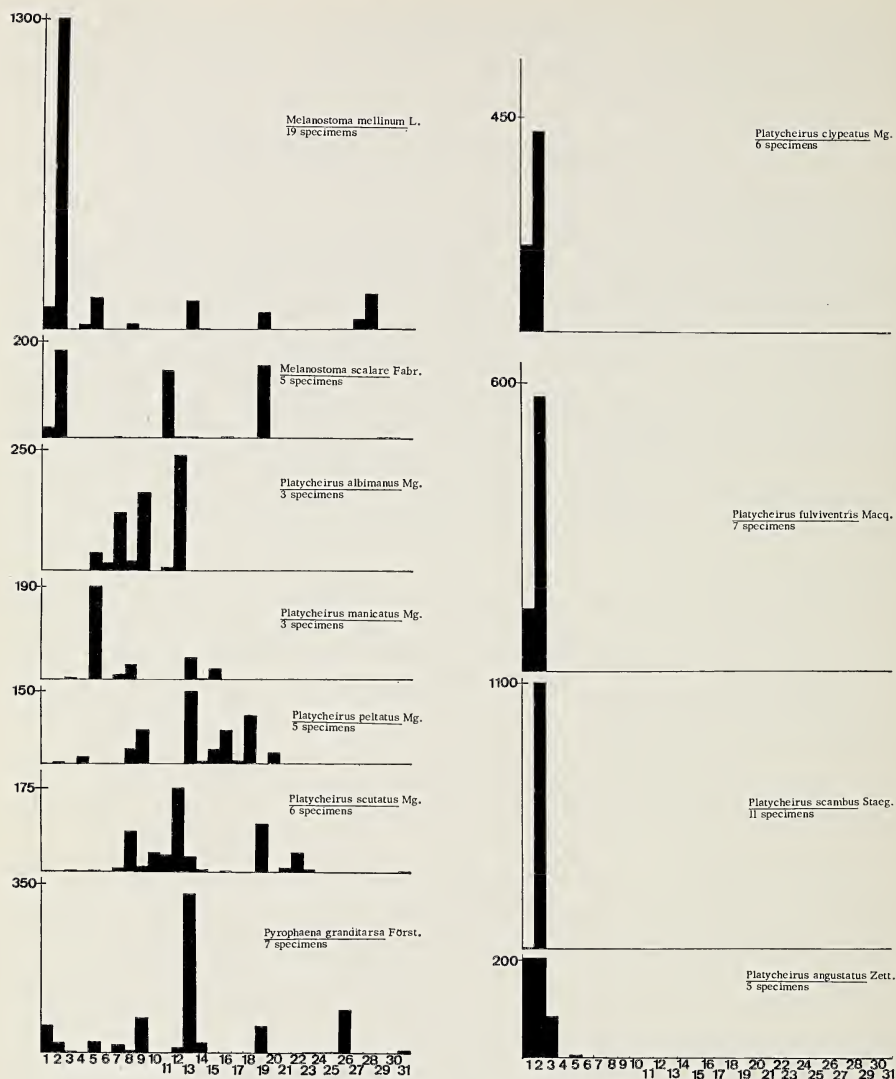 1300
Melanostoma mellinum L.
19 specimems
200
Melanostoma scalare Fabr.
5 specimens
250
Platycheirus albimanus Mg.
3 specimens
190
Platycheirus manicatus Mg.
3 specimens
150
Platycheirus peltatus Mg.
5 specimens
175
Platycheirus scutatus Mg.
6 specimens
350
Pyrophaena granditarsa Först.
7 specimens
1 2 3 4 5 6 7 8 9 10 12 14 16 18 20 22 24 26 28 30
11 13 15 17 19 21 23 25 27 29 31
450
Platycheirus clypeatus Mg.
6 specimens
600
Platycheirus fulviventris Macq.
7 specimens
1100
Platycheirus scambus Staeg.
11 specimens
200
Platycheirus angustatus Zett.
5 specimens
1 2 3 4 5 6 7 8 9 10 12 14 16 18 20 22 24 26 28 30
11 13 15 17 19 21 23 25 27 29 31